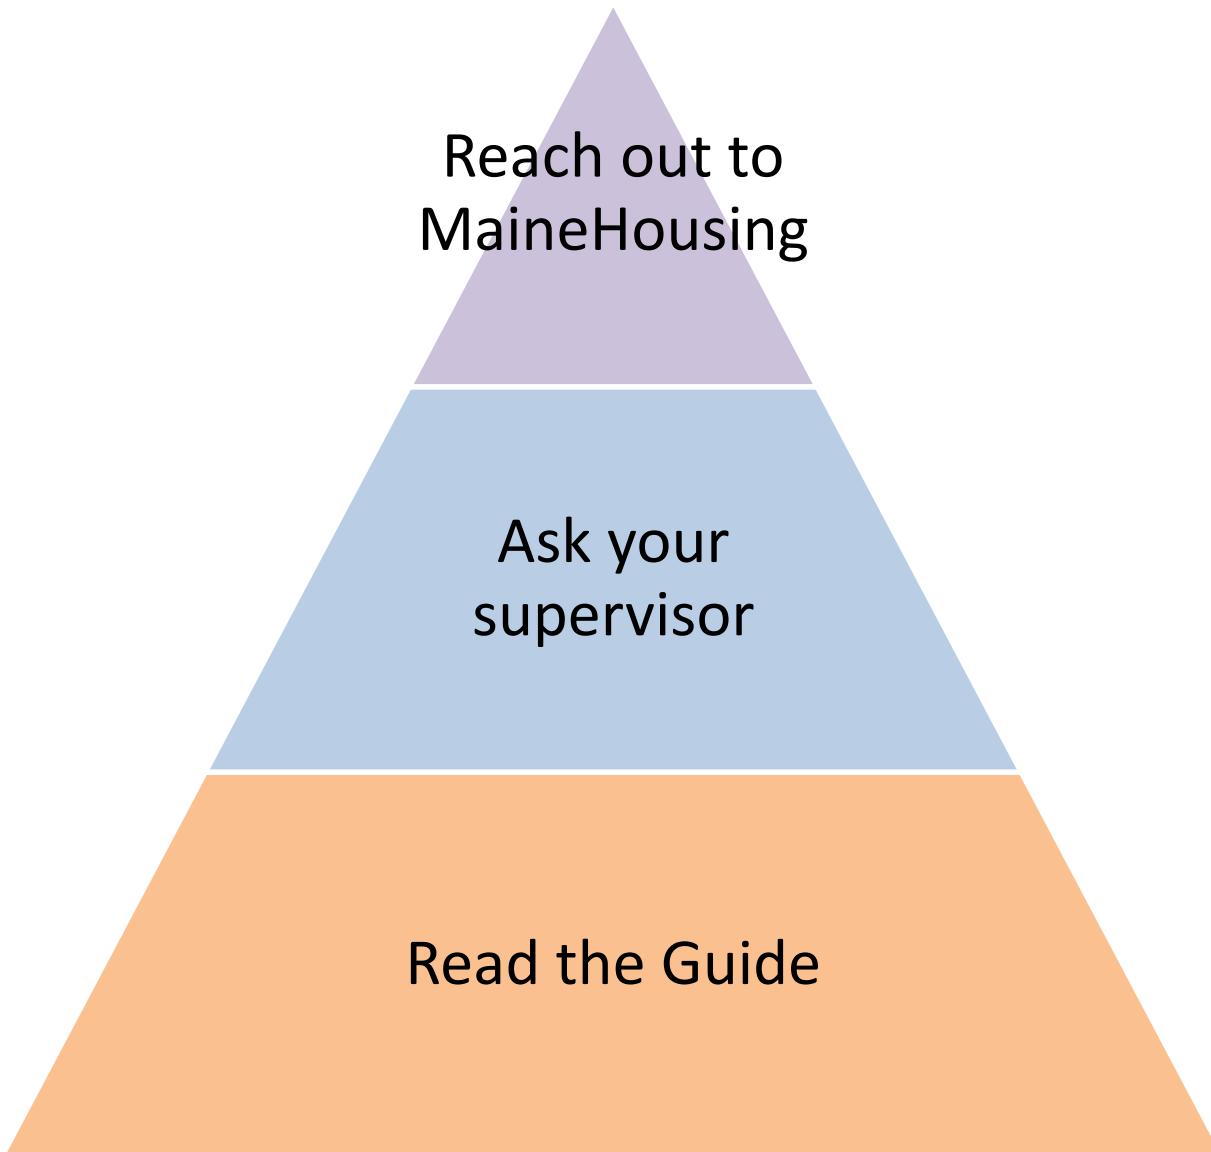 Reach out to
MaineHousing
Ask your
supervisor
Read the Guide